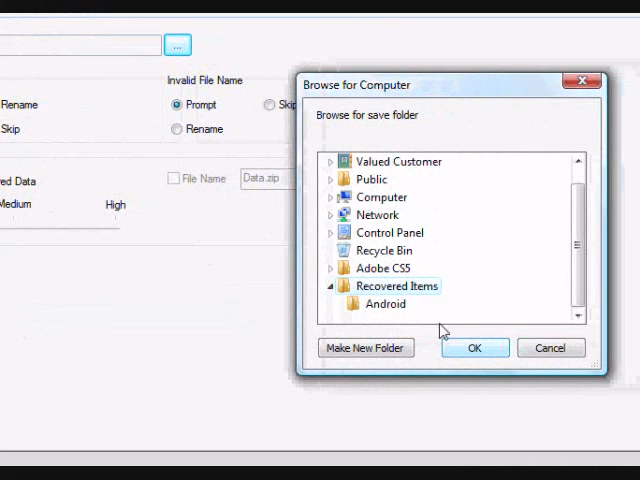 ...
Invalid File Name
Rename
Prompt
Skip
Rename
red Data
File Name
Data.zip
Medium
High
Browse for Computer
Browse for save folder
Valued Customer
Public
Computer
Network
Control Panel
Recycle Bin
Adobe CS5
Recovered Items
Android
Make New Folder
OK
Cancel